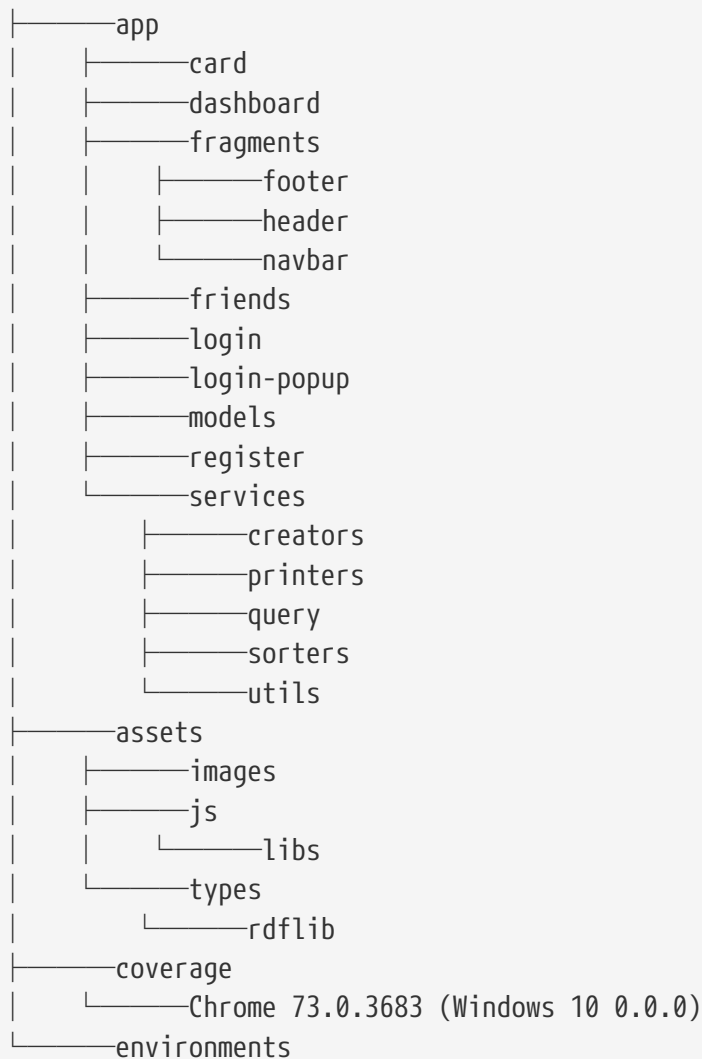 ├──────app
│    ├──────card
│    ├──────dashboard
│    ├──────fragments
│    │    ├──────footer
│    │    ├──────header
│    │    └──────navbar
│    ├──────friends
│    ├──────login
│    ├──────login-popup
│    ├──────models
│    ├──────register
│    └──────services
│         ├──────creators
│         ├──────printers
│         ├──────query
│         ├──────sorters
│         └──────utils
├──────assets
│    ├──────images
│    ├──────js
│    │    └──────libs
│    └──────types
│         └──────rdflib
├──────coverage
│    └──────Chrome 73.0.3683 (Windows 10 0.0.0)
└──────environments